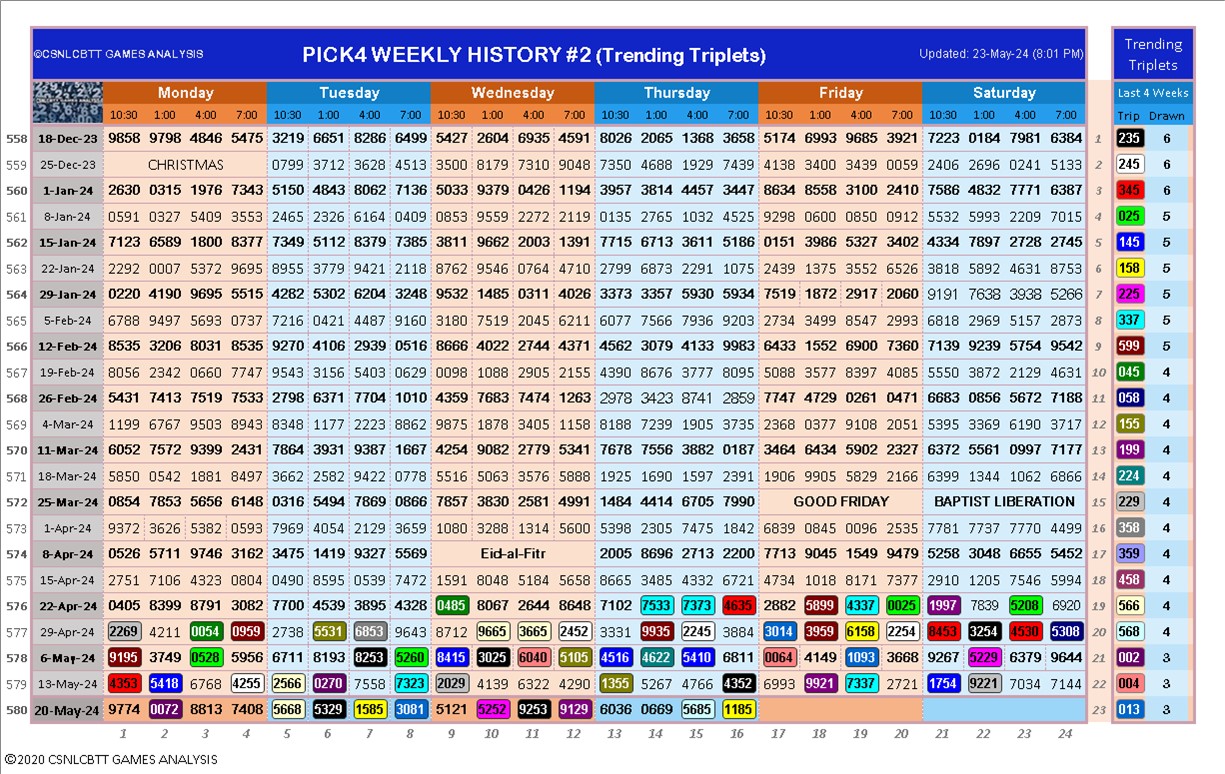 ©CSNLCBTT GAMES ANALYSIS PICK4 WEEKLY HISTORY #2 (Trending Triplets) Updated: 23-May-24 (8:01 PM) Trending Triplets
Monday Tuesday Wednesday Thursday Friday Saturday Last 4 Weeks
10:30 1:00 4:00 7:00 10:30 1:00 4:00 7:00 10:30 1:00 4:00 7:00 10:30 1:00 4:00 7:00 10:30 1:00 4:00 7:00 10:30 1:00 4:00 7:00 Trip Drawn
558 18-Dec-23 9858 9798 4846 5475 3219 6651 8286 6499 5427 2604 6935 4591 8026 2065 1368 3658 5174 6993 9685 3921 7223 0184 7981 6384 1 235 6
559 25-Dec-23 CHRISTMAS 0799 3712 3628 4513 6500 8179 7310 9048 7350 4688 1929 7439 4138 3400 3439 0059 2406 2696 0241 5133 2 245 6
560 1-Jan-24 2630 0315 1976 7343 5150 4843 8062 7136 5033 9379 0426 1194 3957 3814 4457 3447 8634 8558 3100 2410 7586 4832 7771 6387 3 345 6
561 8-Jan-24 0591 0327 5409 3553 2465 2326 6164 0409 0853 9559 2272 2119 0135 2765 1032 4525 9298 0600 0850 0912 5532 5993 2209 7015 4 025 5
562 15-Jan-24 7123 6589 1800 8377 7349 5112 8379 7385 3811 9662 2003 1391 7715 6713 3611 5186 0151 3986 5327 3402 4334 7897 2728 2745 5 145 5
563 22-Jan-24 2292 0007 5372 9695 8955 3779 9421 2118 8762 9546 0764 4710 2799 6873 2291 1075 2439 1375 3552 6526 3818 5892 4631 8753 6 158 5
564 29-Jan-24 0220 4190 9695 5515 4282 5302 6204 3248 9532 1485 0311 4026 3373 3357 5930 5934 7519 1872 2917 2060 9191 7638 3938 5266 7 225 5
565 5-Feb-24 6788 9497 5693 0737 7216 0421 4487 9160 3180 7519 2045 6211 6077 7566 7936 9203 2734 3499 8547 2993 6818 2969 5157 2873 8 337 5
566 12-Feb-24 8535 3206 8031 8535 9270 4106 2939 0516 8666 4022 2744 4371 4562 3079 4133 9983 6433 1552 6900 7360 7139 9239 5754 9542 9 599 5
567 19-Feb-24 8056 2342 0660 7747 9543 3156 5403 0629 0098 1088 2905 2155 4390 8676 3777 8095 5088 3577 8397 4085 5550 3872 2129 4631 10 045 4
568 26-Feb-24 5431 7413 7519 7533 2798 6371 7704 1010 4359 7683 7474 1263 2978 3423 8741 2859 7747 4729 0261 0471 6683 0856 5672 7188 11 058 4
569 4-Mar-24 1199 6767 9503 8943 8348 1177 2223 8862 9875 1878 3405 1158 8188 7239 1905 3735 2368 0377 9108 2051 5395 3369 6190 3717 12 155 4
570 11-Mar-24 6052 7572 9399 2431 7864 3931 9387 1667 4254 9082 2779 5341 7678 7556 3882 0187 3464 6434 5902 2327 6372 5561 0997 7177 13 199 4
571 18-Mar-24 5850 0542 1881 8497 3662 2582 9422 0778 5516 5063 3576 5888 1925 1690 1597 2391 1906 9905 5822 2166 6399 1344 1062 6866 14 224 4
572 25-Mar-24 0854 7853 5656 6148 0316 5494 7869 0866 7857 3830 2581 4991 1484 4414 6705 7990 GOOD FRIDAY BAPTIST LIBERATION 15 229 4
573 1-Apr-24 9372 3626 5382 0593 7969 4054 2129 3659 1080 3288 1314 5600 5398 2305 7475 1842 6839 0845 0096 2535 7781 7737 7770 4499 16 358 4
574 8-Apr-24 0526 5711 9746 3162 3475 1419 9327 5569 Eid-al-Fitr 2005 8696 2713 2200 7713 9045 1549 9479 5258 3048 6655 5452 17 359 4
575 15-Apr-24 2751 7106 4323 0804 0490 8595 0539 7472 1591 8048 5184 5658 8665 3485 4332 6721 4734 1018 8171 7377 2910 1205 7546 5994 18 458 4
576 22-Apr-24 0405 8399 8791 3082 7700 4539 3895 4328 0485 8067 2644 8648 7102 7533 7373 4635 2882 5899 4337 0025 1997 7839 5208 6920 19 566 4
577 29-Apr-24 2269 4211 0054 0959 2738 5531 6853 9643 8712 9665 3665 2452 3331 9935 2245 3884 3014 3959 6158 2254 8453 3254 4530 5308 20 568 4
578 6-May-24 9195 3749 0528 5956 6711 8193 8253 5260 8415 3025 6040 5105 4516 4622 5410 6811 0064 4149 1093 3668 9267 5229 6379 9644 21 002 3
579 13-May-24 4353 5418 6768 4255 2566 0270 7558 7323 2029 4139 6322 4290 1355 5267 4766 4352 6993 9921 7337 2721 1754 9221 7034 7144 22 004 3
580 20-May-24 9774 0072 8813 7408 5668 5329 1585 3081 5121 5252 9253 9129 6036 0669 5685 1185 23 013 3
1 2 3 4 5 6 7 8 9 10 11 12 13 14 15 16 17 18 19 20 21 22 23 24
©2020 CSNLCBTT GAMES ANALYSIS